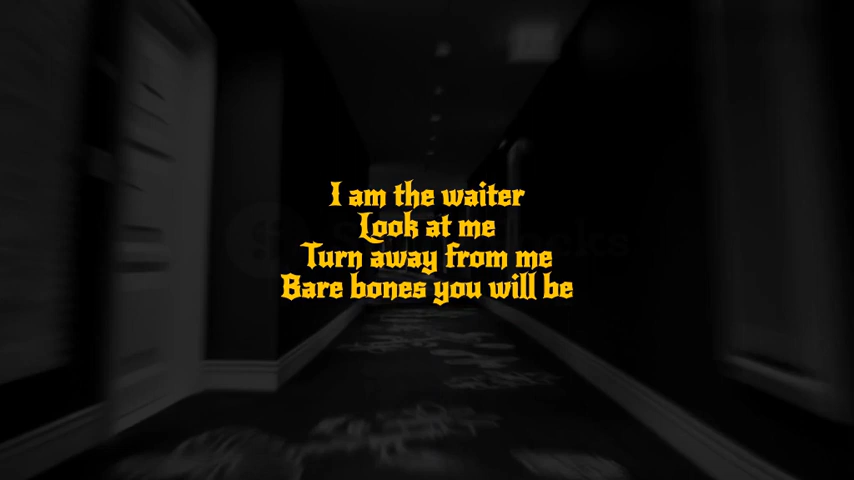 I am the waiter
Look at me
Turn away from me
Bare bones you will be